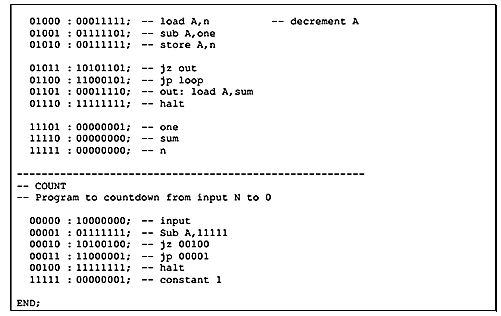 01000 : 00011111; -- load A,n -- decrement A
01001 : 01111101; -- sub A,one
01010 : 00111111; -- store A,n
01011 : 10101101; -- jz out
01100 : 11000101; -- jp loop
01101 : 00011110; -- out: load A,sum
01110 : 11111111; -- halt
11101 : 00000001; -- one
11110 : 00000000; -- sum
11111 : 00000000; -- n
--------------------------------------------------------
-- COUNT
-- Program to countdown from input N to 0
00000 : 10000000; -- input
00001 : 01111111; -- Sub A,11111
00010 : 10100100; -- jz 00100
00011 : 11000001; -- jp 00001
00100 : 11111111; -- halt
11111 : 00000001; -- constant 1
END;